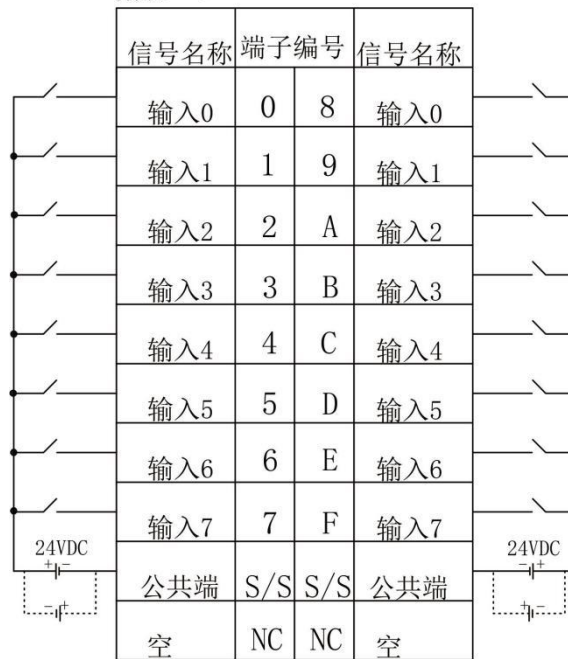 信号名称 端子编号 信号名称
输入0 0 8 输入0
输入1 1 9 输入1
输入2 2 A 输入2
输入3 3 B 输入3
输入4 4 C 输入4
输入5 5 D 输入5
输入6 6 E 输入6
输入7 7 F 输入7
24VDC 24VDC
+ - + -
公共端 S/S S/S 公共端
- + - +
空 NC NC 空